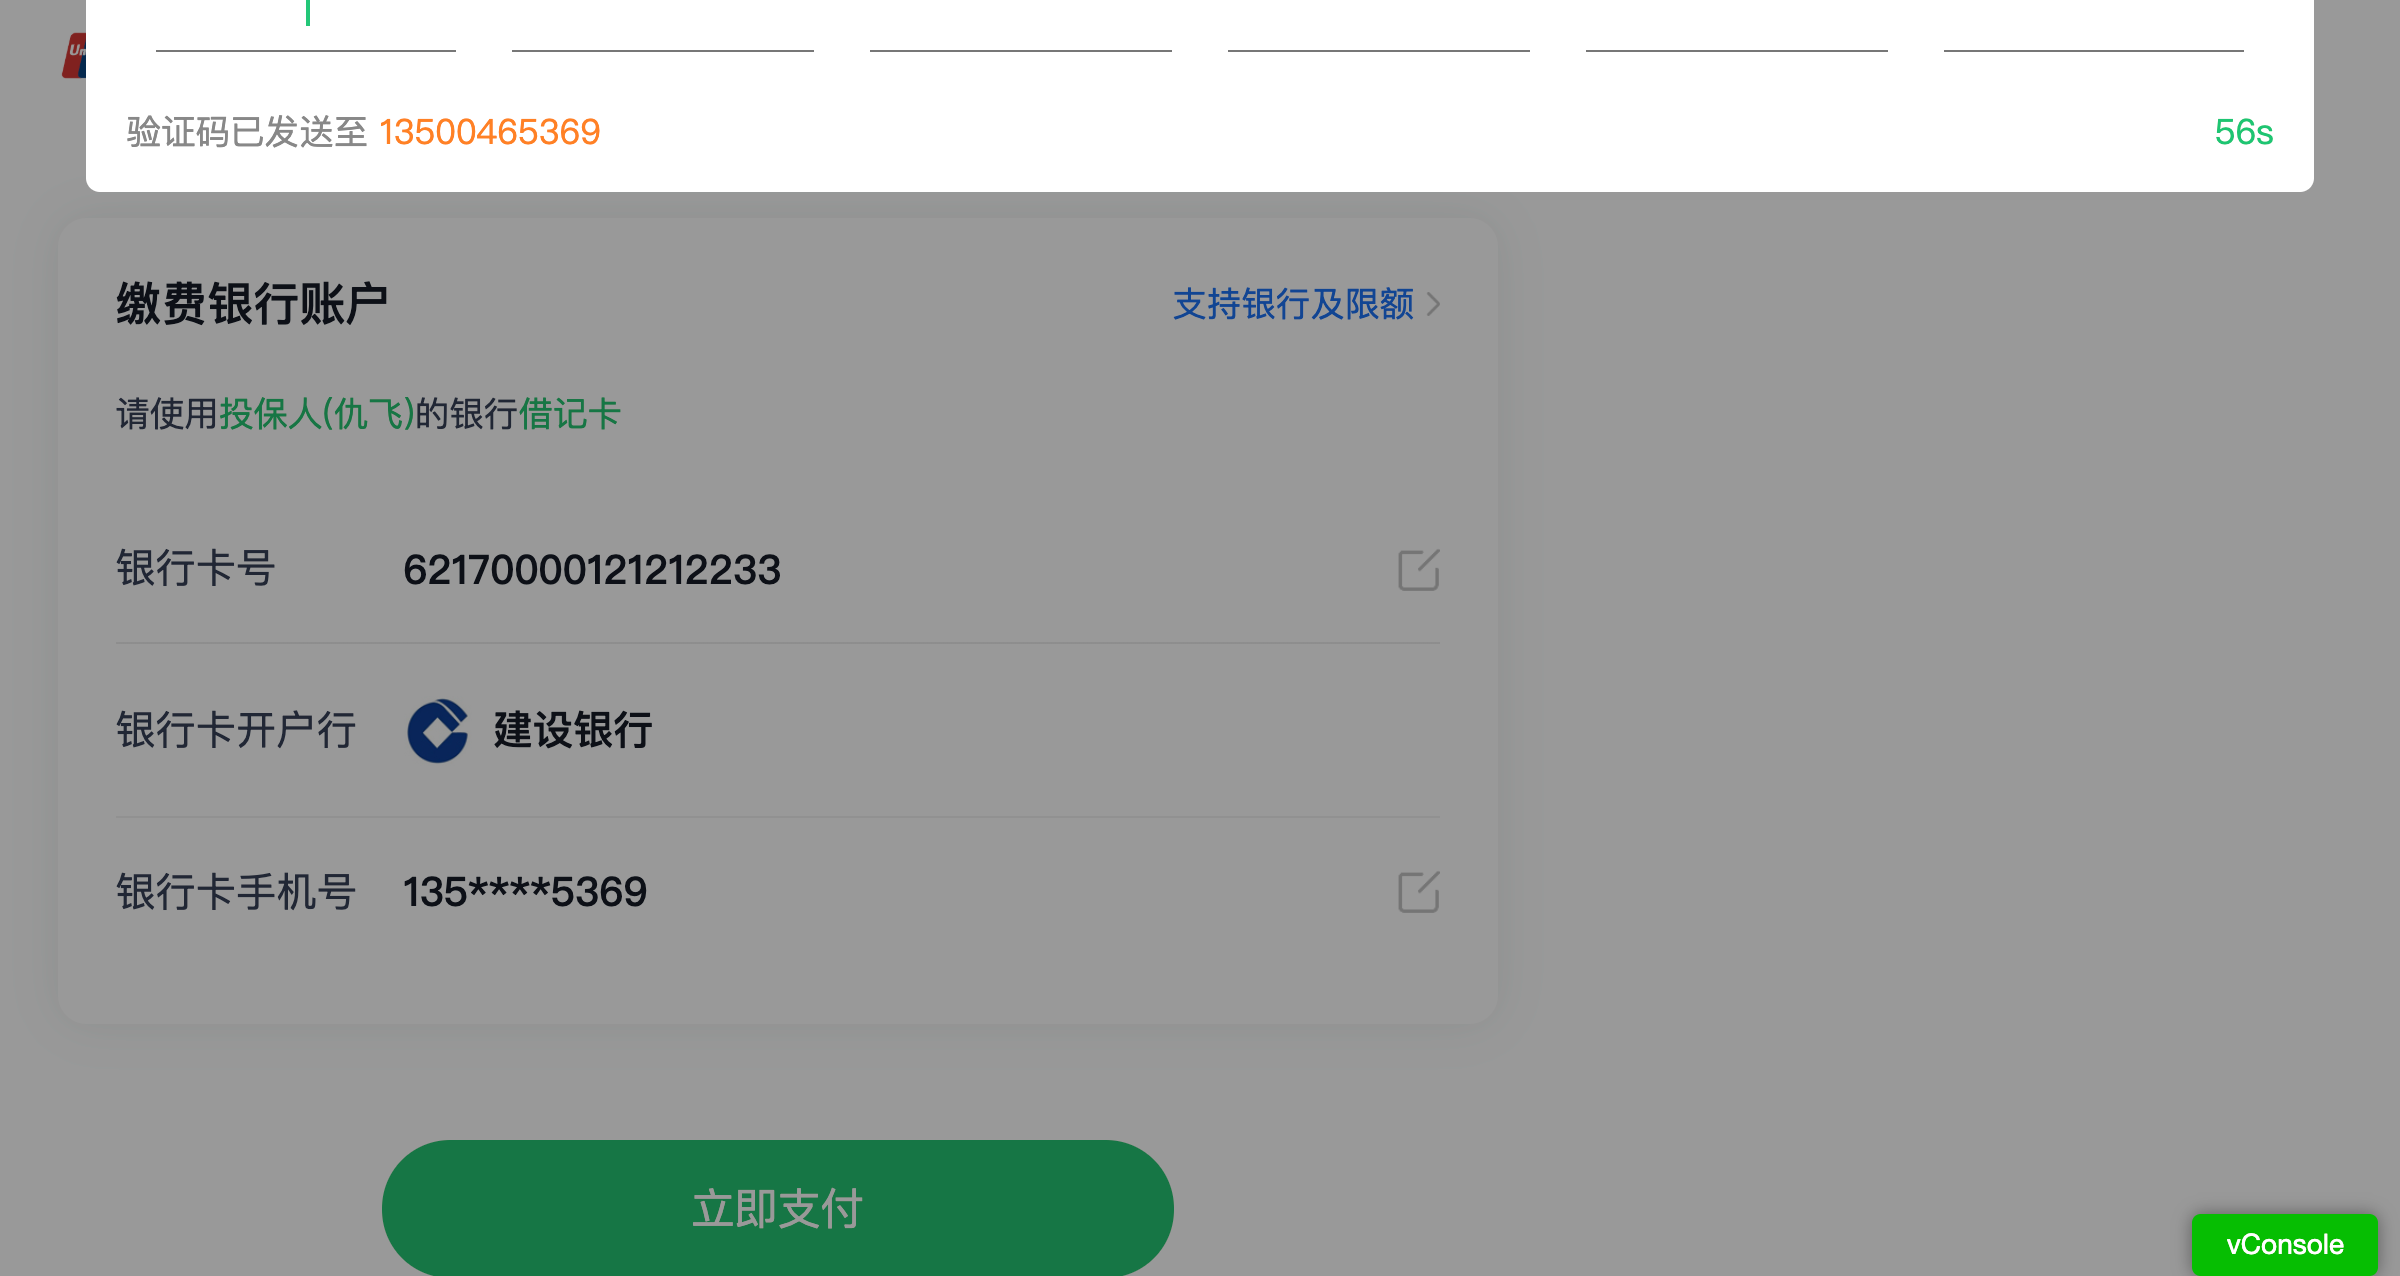 验证码已发送至 13500465369
56s
缴费银行账户
支持银行及限额
请使用投保人(仇飞)的银行借记卡
银行卡号 62170000121212233
银行卡开户行 建设银行
银行卡手机号 135****5369
立即支付
vConsole